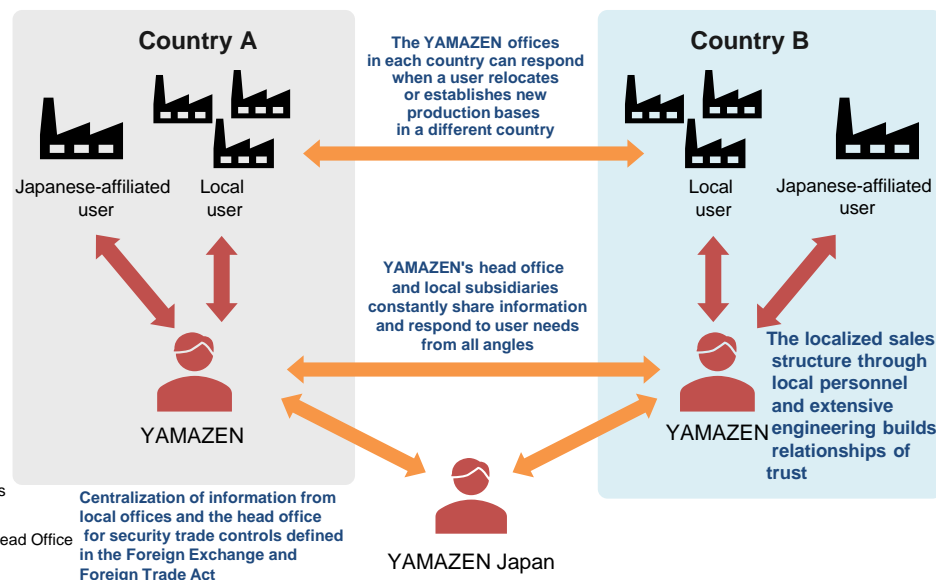 Country A
Country B
The YAMAZEN offices
in each country can respond
when a user relocates
or establishes new
production bases
in a different country
Japanese-affiliated
user
Local
user
Local
user
Japanese-affiliated
user
YAMAZEN's head office
and local subsidiaries
constantly share information
and respond to user needs
from all angles
YAMAZEN
YAMAZEN
The localized sales
structure through
local personnel
and extensive
engineering builds
relationships of
trust
Centralization of information from
local offices and the head office
for security trade controls defined
in the Foreign Exchange and
Foreign Trade Act
Office
YAMAZEN Japan